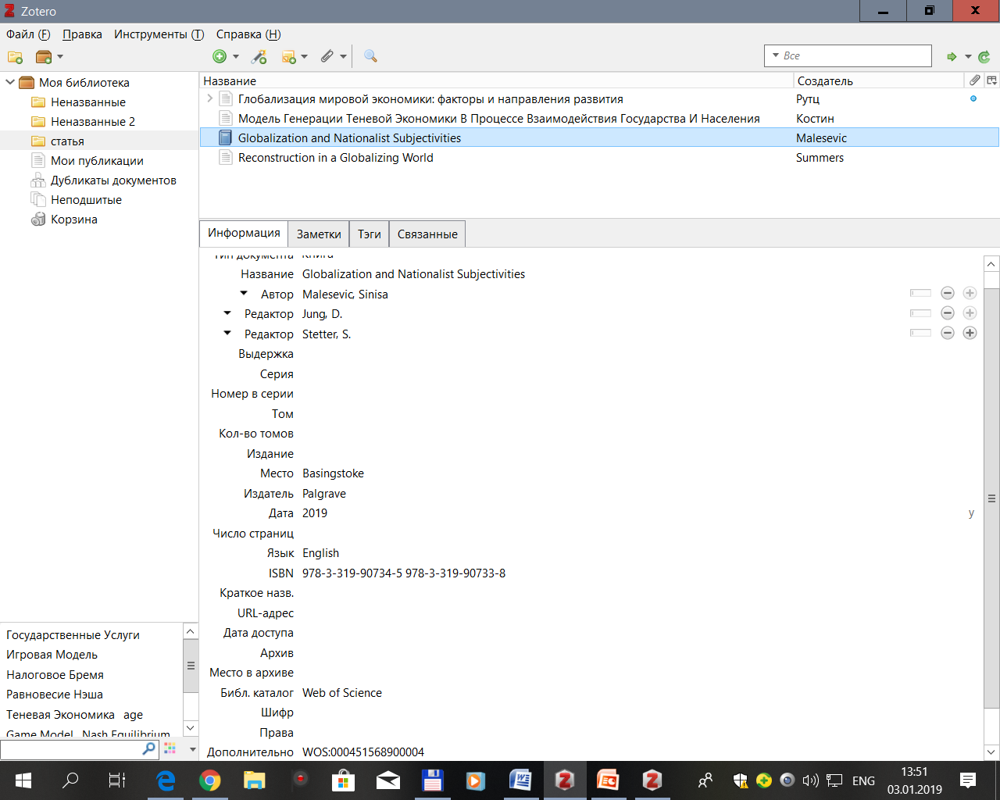 Zotero
Файл (F) Правка Инструменты (T) Справка (H)
Все
Моя библиотека
Неназванные
Неназванные 2
статья
Мои публикации
Дубликаты документов
Неподшитые
Корзина
Название Создатель
Глобализация мировой экономики: факторы и направления развития Рутц
Модель Генерации Теневой Экономики В Процессе Взаимодействия Государства И Населения Костин
Globalization and Nationalist Subjectivities Malesevic
Reconstruction in a Globalizing World Summers
Информация Заметки Тэги Связанные
Тип документа Книга
Название Globalization and Nationalist Subjectivities
Автор Malesevic, Sinisa
Редактор Jung, D.
Редактор Stetter, S.
Выдержка
Серия
Номер в серии
Том
Кол-во томов
Издание
Место Basingstoke
Издатель Palgrave
Дата 2019 y
Число страниц
Язык English
ISBN 978-3-319-90734-5 978-3-319-90733-8
Краткое назв.
URL-адрес
Дата доступа
Архив
Место в архиве
Библ. каталог Web of Science
Шифр
Права
Дополнительно WOS:000451568900004
Государственные Услуги
Игровая Модель
Налоговое Бремя
Равновесие Нэша
Теневая Экономика age
Game Model Nash Equilibrium
ENG
13:51
03.01.2019